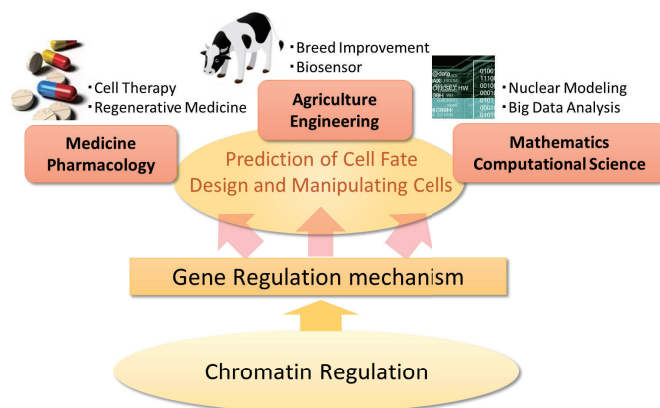 ・Breed Improvement
・Biosensor
・Cell Therapy
・Regenerative Medicine
・Nuclear Modeling
・Big Data Analysis
Agriculture
Engineering
Medicine
Pharmacology
Mathematics
Computational Science
Prediction of Cell Fate
Design and Manipulating Cells
Gene Regulation mechanism
Chromatin Regulation